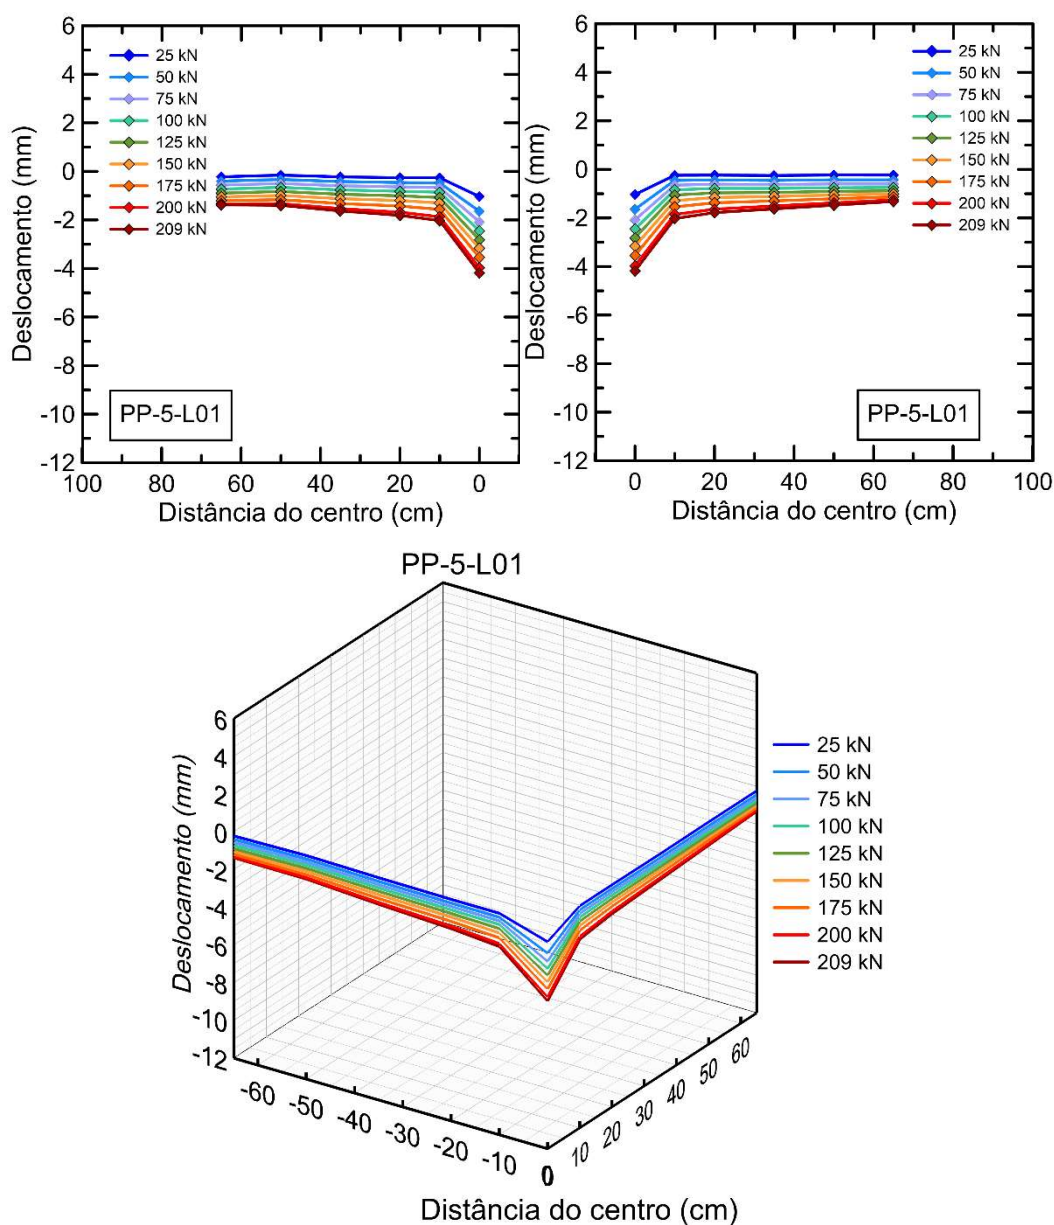 6
4
2
0
-2
-4
-6
-8
-10
-12
Deslocamento (mm)
25 kN
50 kN
75 kN
100 kN
125 kN
150 kN
175 kN
200 kN
209 kN
PP-5-L01
100 80 60 40 20 0
Distância do centro (cm)
6
4
2
0
-2
-4
-6
-8
-10
-12
Deslocamento (mm)
25 kN
50 kN
75 kN
100 kN
125 kN
150 kN
175 kN
200 kN
209 kN
PP-5-L01
0 20 40 60 80 100
Distância do centro (cm)
PP-5-L01
6
4
2
0
-2
-4
-6
-8
-10
-12
Deslocamento (mm)
25 kN
50 kN
75 kN
100 kN
125 kN
150 kN
175 kN
200 kN
209 kN
-60 -40 -30 -20 -10 0
0 10 20 30 40 50 60
Distância do centro (cm)